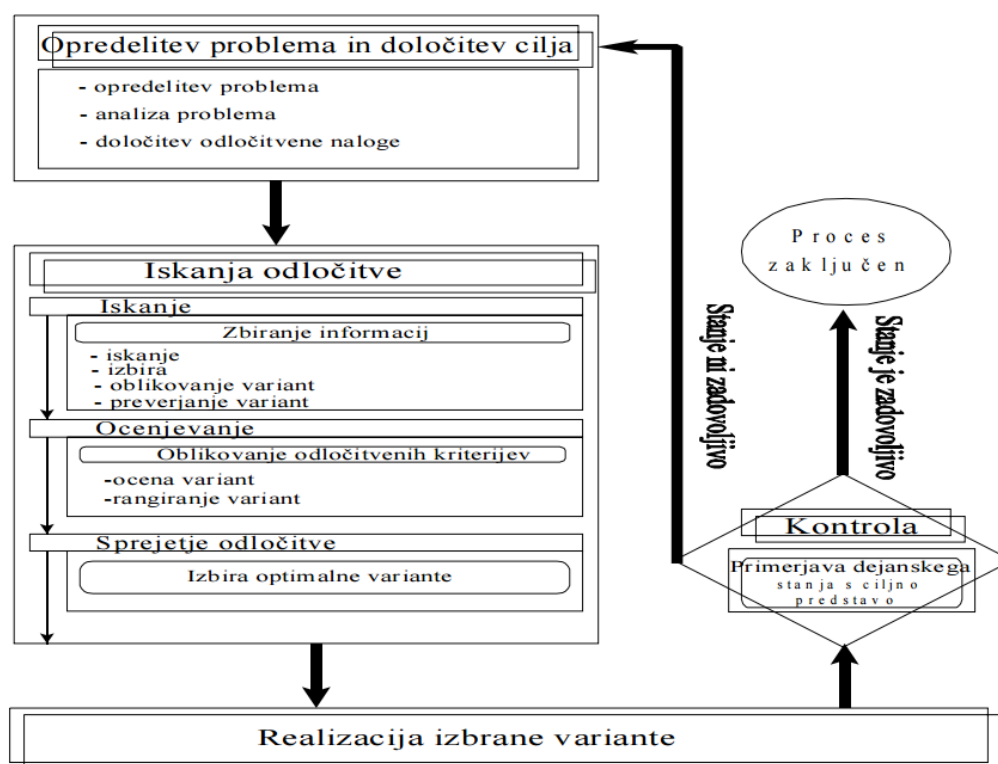 Opredelitev problema in določitev cilja
- opredelitev problema
- analiza problema
- določitev odločitvene naloge
Iskanja odločitve
Iskanje
Zbiranje informacij
- iskanje
- izbira
- oblikovanje variant
- preverjanje variant
Ocenjevanje
Oblikovanje odločitvenih kriterijev
-ocena variant
-rangiranje variant
Sprejetje odločitve
Izbira optimalne variante
Realizacija izbrane variante
Kontrola
Primerjava dejanskega
stanja s ciljno
predstavo
Stanje ni zadovoljivo
Stanje je zadovoljivo
Proces
zaključen